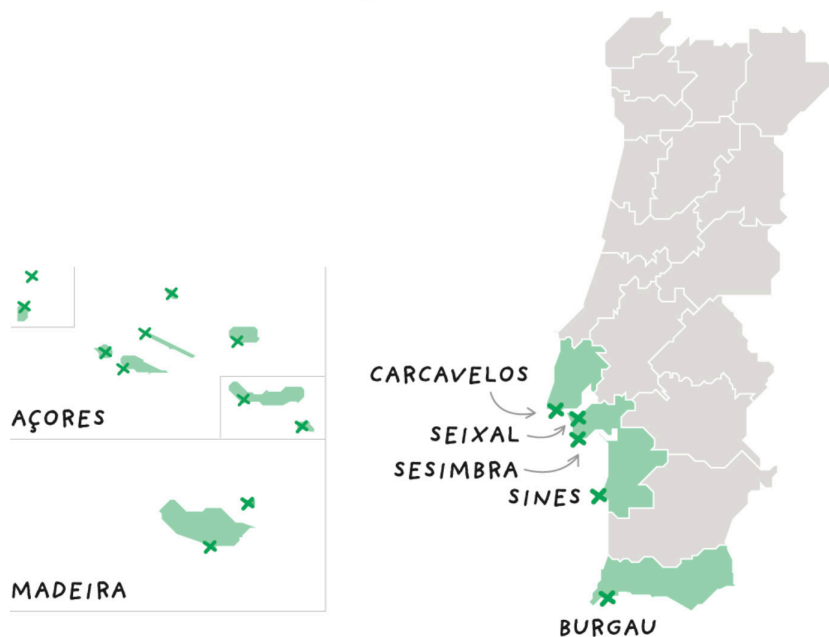 CARCAVELOS
SEIXAL
SESIMBRA
SINES
BURGAU
AÇORES
MADEIRA